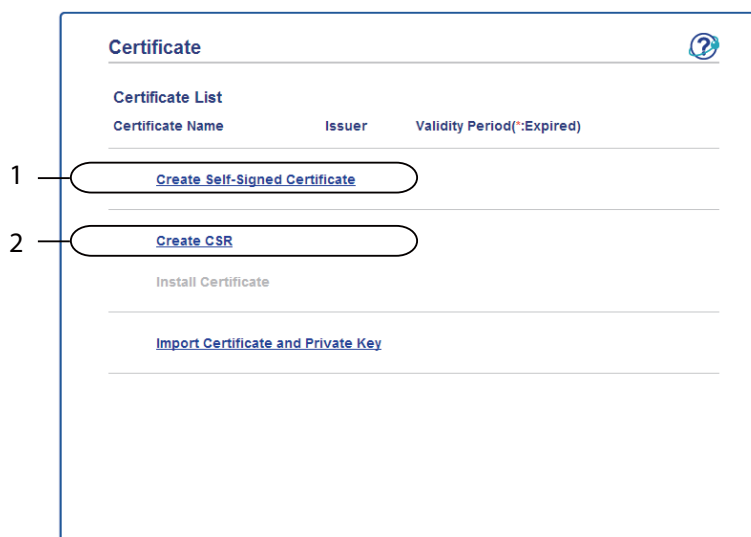 Certificate
Certificate List
Certificate Name Issuer Validity Period(*:Expired)
1 Create Self-Signed Certificate
2 Create CSR
Install Certificate
Import Certificate and Private Key